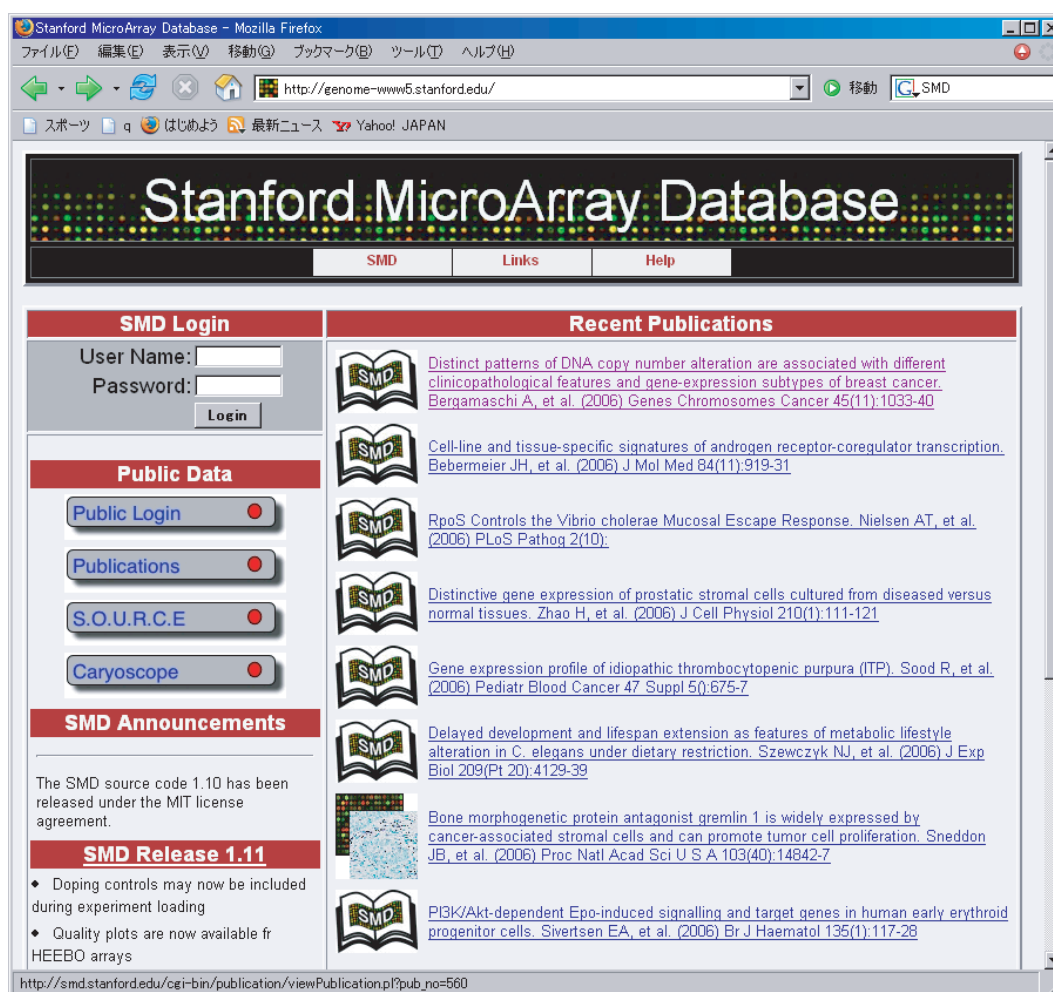 Stanford MicroArray Database - Mozilla Firefox
ファイル(F) 編集(E) 表示(V) 移動(G) ブックマーク(B) ツール(T) ヘルプ(H)
http://genome-www5.stanford.edu/ 移動 G SMD
スポーツ q はじめよう 最新ニュース Yahoo! JAPAN
Stanford MicroArray Database
SMD Links Help
SMD Login
User Name:
Password:
Login
Public Data
Public Login
Publications
S.O.U.R.C.E
Caryoscope
SMD Announcements
The SMD source code 1.10 has been
released under the MIT license
agreement.
SMD Release 1.11
◆ Doping controls may now be included
during experiment loading
◆ Quality plots are now available fr
HEEBO arrays
Recent Publications
SMD
Distinct patterns of DNA copy number alteration are associated with different
clinicopathological features and gene-expression subtypes of breast cancer.
Bergamaschi A, et al. (2006) Genes Chromosomes Cancer 45(11):1033-40
SMD
Cell-line and tissue-specific signatures of androgen receptor-coregulator transcription.
Bebermeier JH, et al. (2006) J Mol Med 84(11):919-31
SMD
RpoS Controls the Vibrio cholerae Mucosal Escape Response. Nielsen AT, et al.
(2006) PLoS Pathog 2(10):
SMD
Distinctive gene expression of prostatic stromal cells cultured from diseased versus
normal tissues. Zhao H, et al. (2006) J Cell Physiol 210(1):111-121
SMD
Gene expression profile of idiopathic thrombocytopenic purpura (ITP). Sood R, et al.
(2006) Pediatr Blood Cancer 47 Suppl 5():675-7
SMD
Delayed development and lifespan extension as features of metabolic lifestyle
alteration in C. elegans under dietary restriction. Szewczyk NJ, et al. (2006) J Exp
Biol 209(Pt 20):4129-39
Bone morphogenetic protein antagonist gremlin 1 is widely expressed by
cancer-associated stromal cells and can promote tumor cell proliferation. Sneddon
JB, et al. (2006) Proc Natl Acad Sci U S A 103(40):14842-7
SMD
PI3K/Akt-dependent Epo-induced signalling and target genes in human early erythroid
progenitor cells. Sivertsen EA, et al. (2006) Br J Haematol 135(1):117-28
http://smd.stanford.edu/cgi-bin/publication/viewPublication.pl?pub_no=560